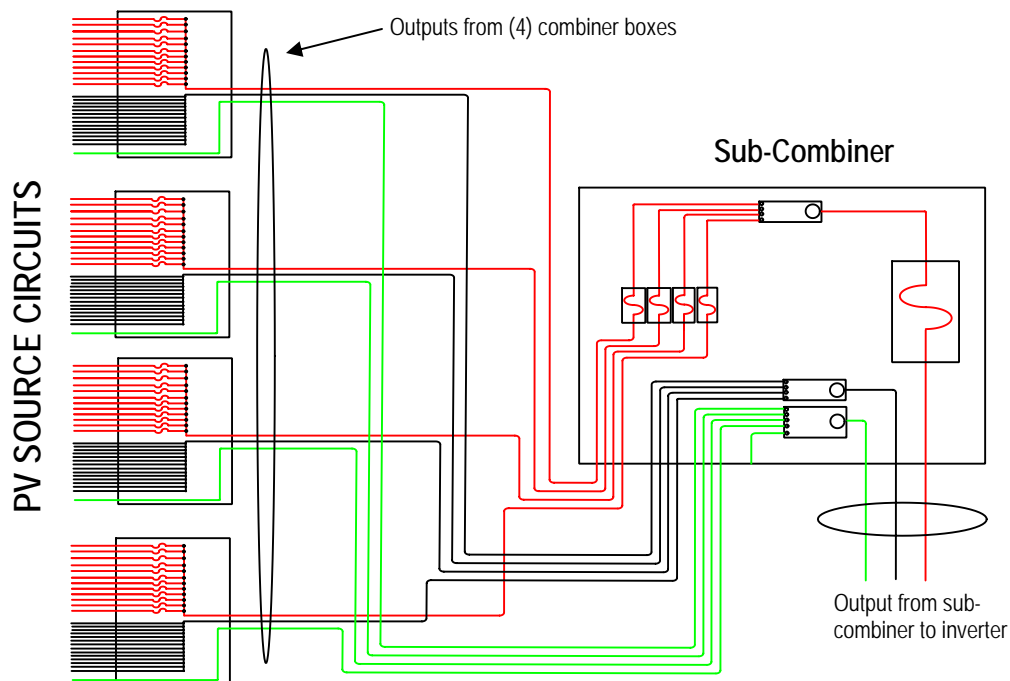 Outputs from (4) combiner boxes
Sub-Combiner
PV SOURCE CIRCUITS
Output from sub-
combiner to inverter